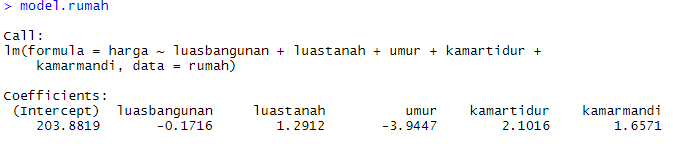 > model.rumah
Call:
lm(formula = harga ~ luasbangunan + luastanah + umur + kamartidur +
    kamarmandi, data = rumah)
Coefficients:
 (Intercept)  luasbangunan     luastanah          umur    kamartidur    kamarmandi
    203.8819       -0.1716        1.2912       -3.9447        2.1016        1.6571